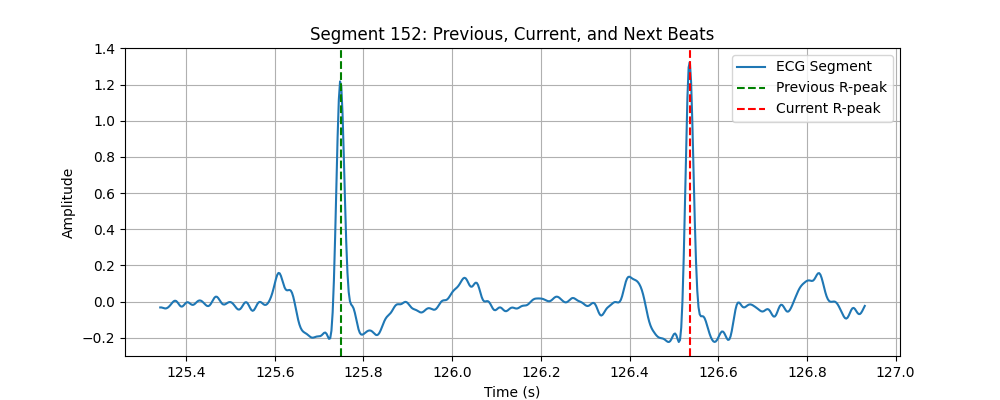 Segment 152: Previous, Current, and Next Beats
1.4
1.2
1.0
0.8
0.6
0.4
0.2
0.0
−0.2
Amplitude
ECG Segment
Previous R-peak
Current R-peak
125.4 125.6 125.8 126.0 126.2 126.4 126.6 126.8 127.0
Time (s)